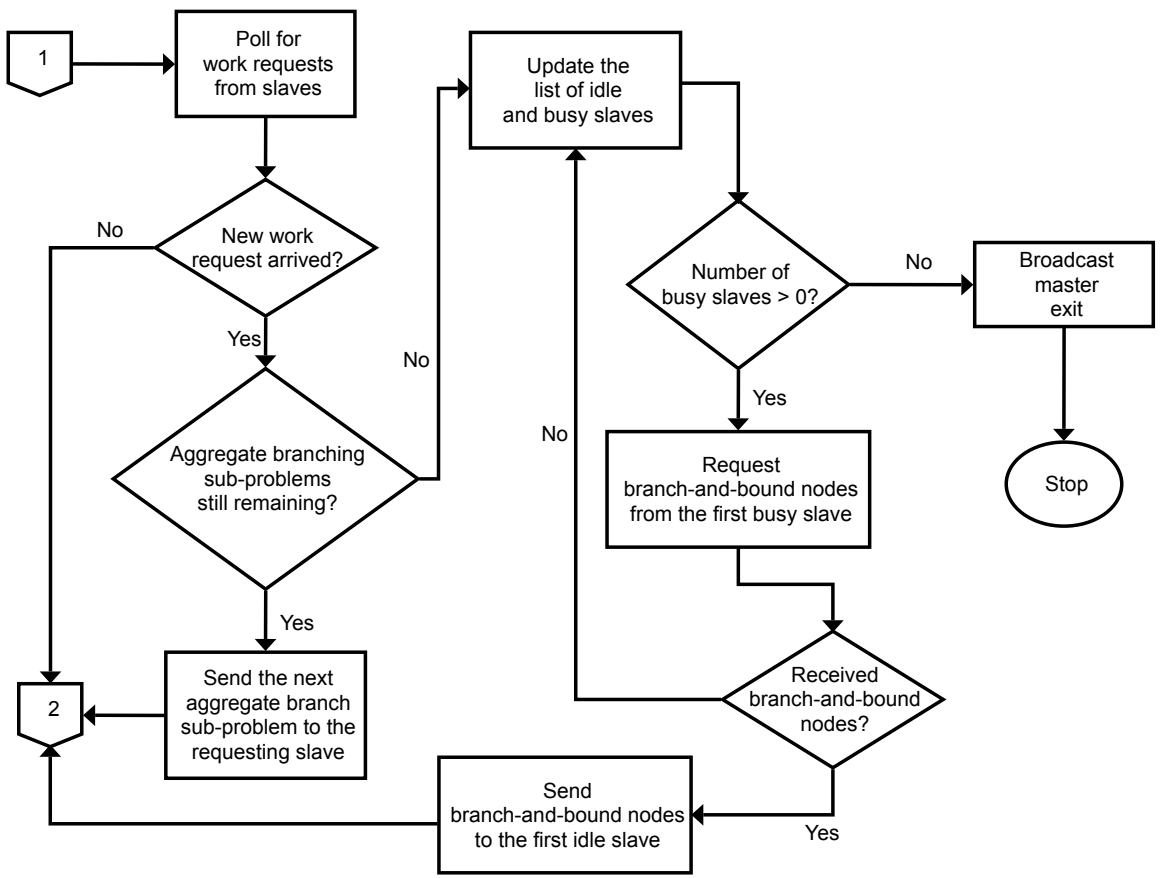 1
Poll for
work requests
from slaves
Update the
list of idle
and busy slaves
No
New work
request arrived?
Yes
No
Aggregate branching
sub-problems
still remaining?
Yes
Send the next
aggregate branch
sub-problem to the
requesting slave
2
Number of
busy slaves > 0?
No
Broadcast
master
exit
Stop
Yes
Request
branch-and-bound nodes
from the first busy slave
No
Received
branch-and-bound
nodes?
Yes
Send
branch-and-bound nodes
to the first idle slave